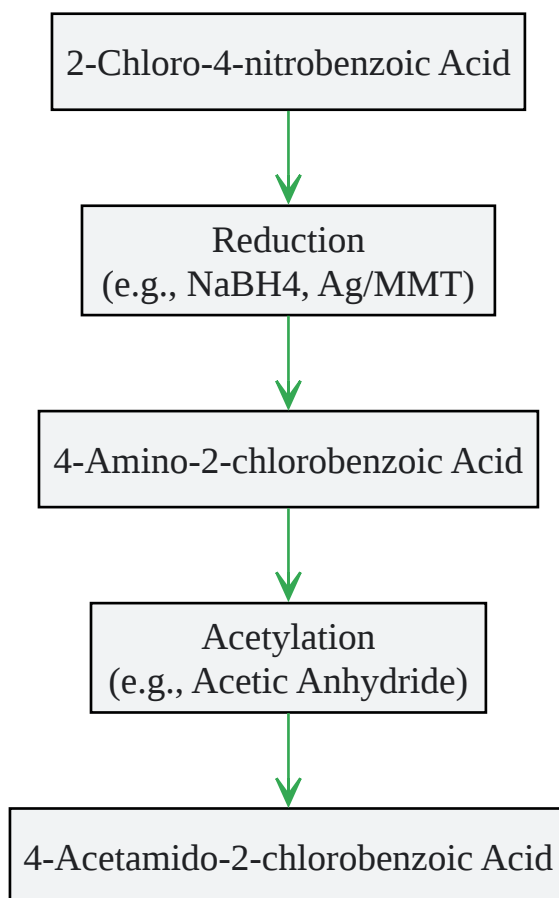 2-Chloro-4-nitrobenzoic Acid
Reduction
(e.g., NaBH4, Ag/MMT)
4-Amino-2-chlorobenzoic Acid
Acetylation
(e.g., Acetic Anhydride)
4-Acetamido-2-chlorobenzoic Acid